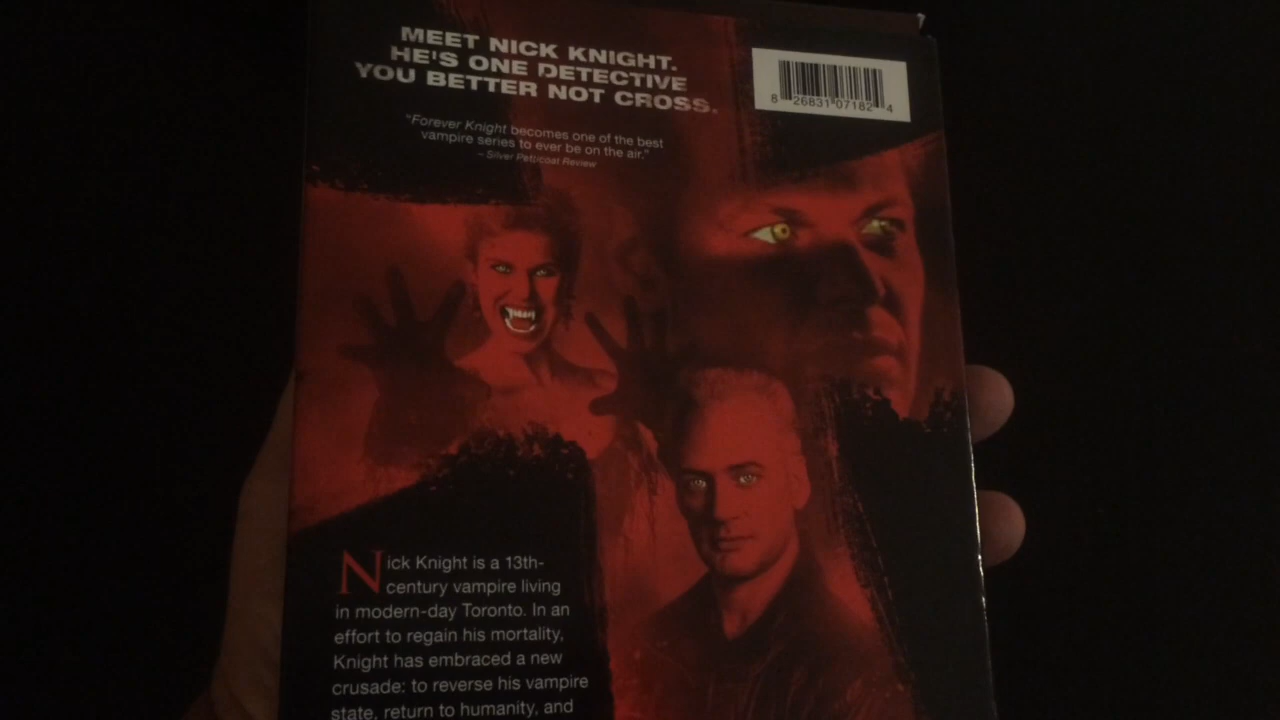 MEET NICK KNIGHT.
HE'S ONE DETECTIVE
YOU BETTER NOT CROSS.
"Forever Knight becomes one of the best
vampire series to ever be on the air."
– Silver Petticoat Review
8 26831 07182 4
Nick Knight is a 13th-
century vampire living
in modern-day Toronto. In an
effort to regain his mortality,
Knight has embraced a new
crusade: to reverse his vampire
state, return to humanity, and